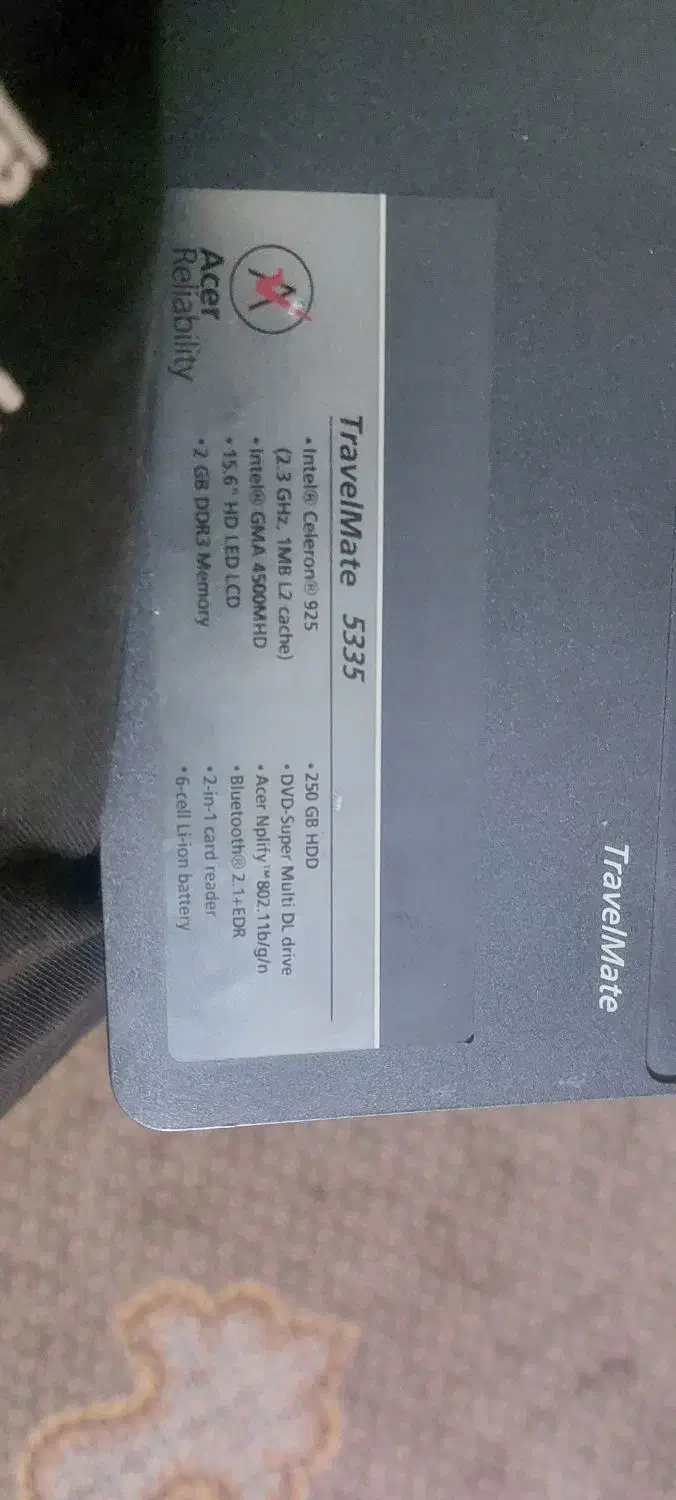 TravelMate
TravelMate 5335
• Intel® Celeron® 925
(2.3 GHz, 1MB L2 cache)
• Intel® GMA 4500MHD
• 15.6" HD LED LCD
• 2 GB DDR3 Memory
• 250 GB HDD
• DVD-Super Multi DL drive
• Acer Nplify™802.11b/g/n
• Bluetooth® 2.1+EDR
• 2-in-1 card reader
• 6-cell Li-ion battery
Acer
Reliability